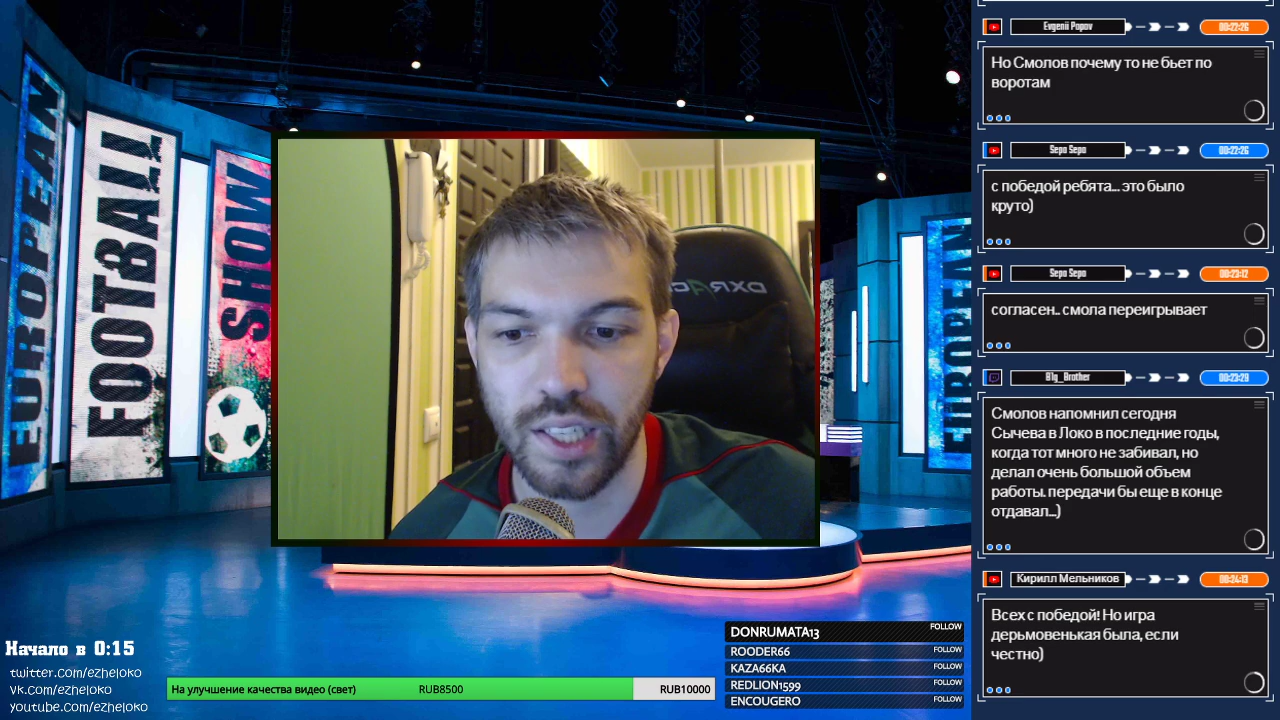 EUROPEAN
FOOTBALL
SHOW
EUROPEAN
Начало в 0:15
twitter.com/ezheloko
vk.com/ezheloko
youtube.com/ezheloko
На улучшение качества видео (свет)
RUB8500
RUB10000
DONRUMATA13 FOLLOW
ROODER66 FOLLOW
KAZA66KA FOLLOW
REDLION1599 FOLLOW
ENCOUGERO FOLLOW
Evgenii Popov 00:22:26
Но Смолов почему то не бьет по
воротам
Sepo Sepo 00:22:26
с победой ребята... это было
круто)
Sepo Sepo 00:23:12
согласен.. смола переигрывает
B1g_Brother 00:23:29
Смолов напомнил сегодня
Сычева в Локо в последние годы,
когда тот много не забивал, но
делал очень большой объем
работы. передачи бы еще в конце
отдавал...)
Кирилл Мельников 00:24:13
Всех с победой! Но игра
дерьмовенькая была, если
честно)